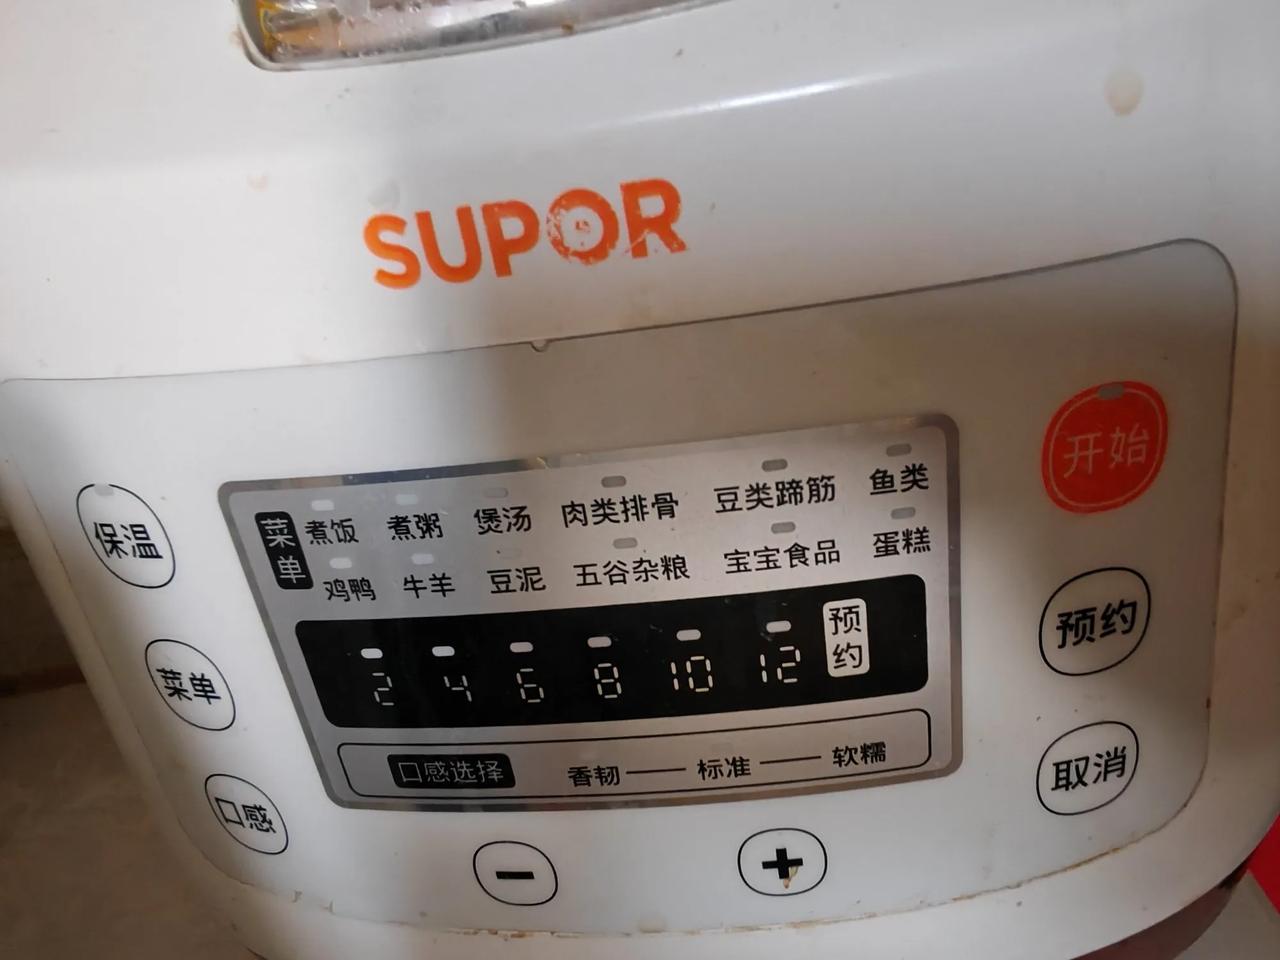 SUPOR
开始
保温
菜单
煮饭 煮粥 煲汤 肉类排骨 豆类蹄筋 鱼类
鸡鸭 牛羊 豆泥 五谷杂粮 宝宝食品 蛋糕
预约
菜单
2 4 6 8 10 12 预约
口感选择 香韧 标准 软糯
取消
口感
- +